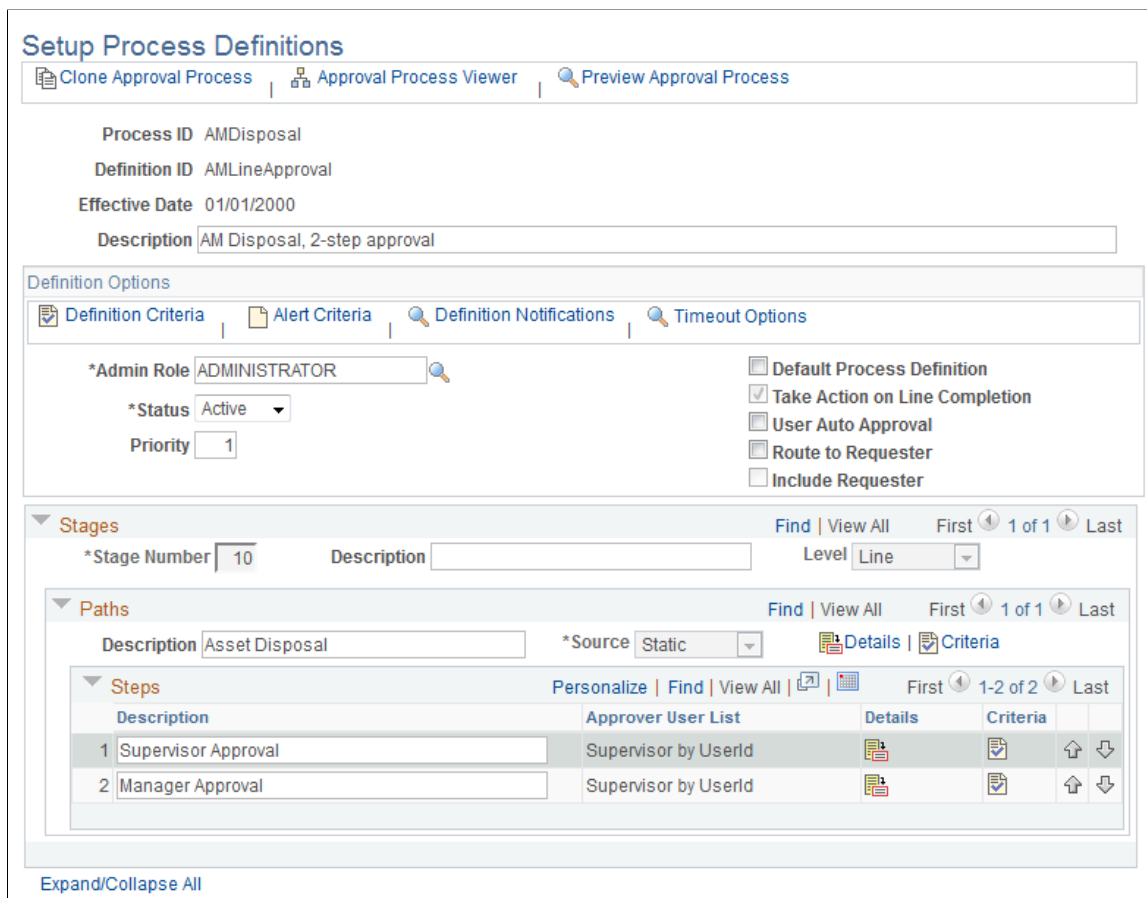 Setup Process Definitions
Clone Approval Process | Approval Process Viewer | Preview Approval Process
Process ID AMDisposal
Definition ID AMLineApproval
Effective Date 01/01/2000
Description AM Disposal, 2-step approval
Definition Options
Definition Criteria | Alert Criteria | Definition Notifications | Timeout Options
*Admin Role ADMINISTRATOR
Default Process Definition
*Status Active
Take Action on Line Completion
User Auto Approval
Priority 1
Route to Requester
Include Requester
Stages Find | View All First 1 of 1 Last
*Stage Number 10 Description Level Line
Paths Find | View All First 1 of 1 Last
Description Asset Disposal *Source Static Details | Criteria
Steps Personalize | Find | View All | | First 1-2 of 2 Last
Description Approver User List Details Criteria
1 Supervisor Approval Supervisor by UserId
2 Manager Approval Supervisor by UserId
Expand/Collapse All